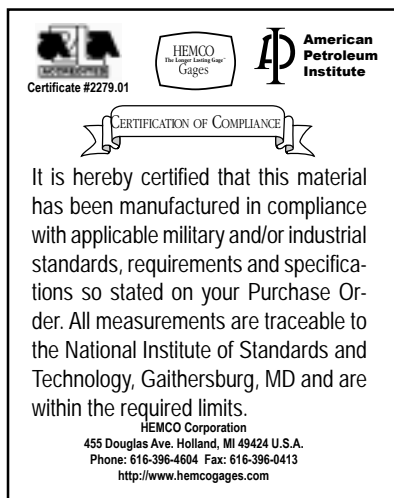 ACCREDITED
Certificate #2279.01
HEMCO
The Longer Lasting Gage™
Gages
American
Petroleum
Institute
CERTIFICATION OF COMPLIANCE
It is hereby certified that this material
has been manufactured in compliance
with applicable military and/or industrial
standards, requirements and specifica-
tions so stated on your Purchase Or-
der. All measurements are traceable to
the National Institute of Standards and
Technology, Gaithersburg, MD and are
within the required limits.
HEMCO Corporation
455 Douglas Ave. Holland, MI 49424 U.S.A.
Phone: 616-396-4604 Fax: 616-396-0413
http://www.hemcogages.com